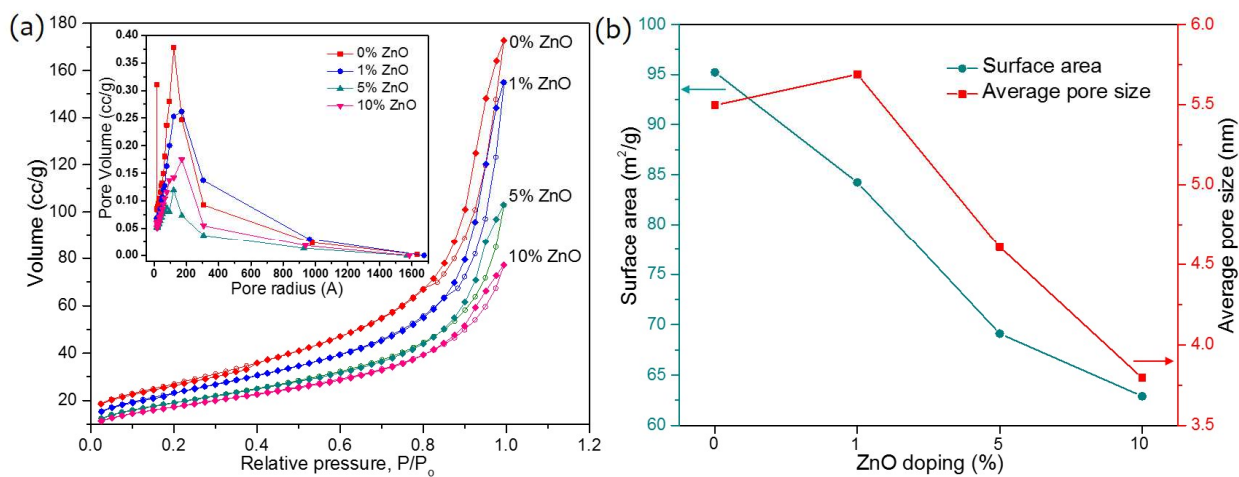 (a)
180
160
140
120
100
80
60
40
20
Volume (cc/g)
0.0
0.2
0.4
0.6
0.8
1.0
1.2
Relative pressure, P/Po
0% ZnO
1% ZnO
5% ZnO
10% ZnO
0.40
0.35
0.30
0.25
0.20
0.15
0.10
0.05
0.00
Pore Volume (cc/g)
0
200
400
600
800
1000
1200
1400
1600
Pore radius (A)
0% ZnO
1% ZnO
5% ZnO
10% ZnO
(b)
100
95
90
85
80
75
70
65
60
Surface area (m²/g)
Surface area
Average pore size
0
1
5
10
ZnO doping (%)
6.0
5.5
5.0
4.5
4.0
3.5
Average pore size (nm)